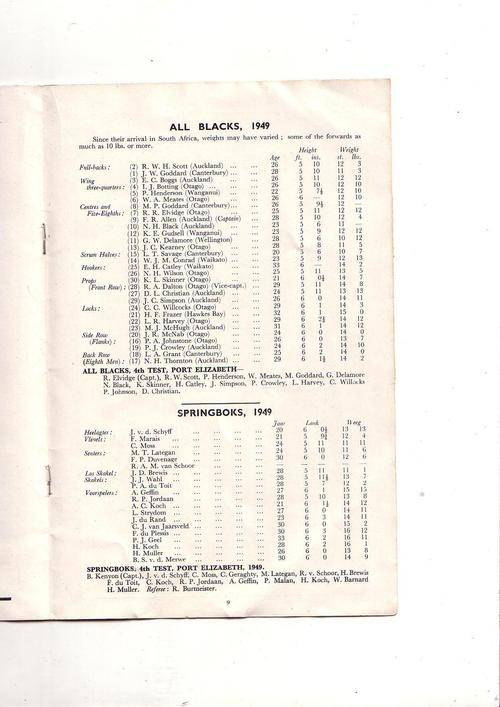 ALL BLACKS, 1949
Since their arrival in South Africa, weights may have varied ; some of the forwards as
much as 10 lbs. or more.
Height Weight
Age ft. ins. st. lbs.
Full-backs : (2) R. W. H. Scott (Auckland) ... ... 26 5 10 12 3
(1) J. W. Goddard (Canterbury) ... ... 28 5 10 11 3
Wing (3) E. C. Boggs (Auckland) ... ... 26 5 11 12 12
three-quarters : (4) I. J. Botting (Otago) ... ... 26 5 10 12 10
(5) P. Henderson (Wanganui) ... 22 5 7½ 12 10
(6) W. A. Meates (Otago) ... ... 26 6 — 12 10
Centres and (8) M. P. Goddard (Canterbury) ... ... 26 5 9½ 12 —
Five-Eighths : (7) R. R. Elvidge (Otago) ... ... 25 5 11 12 12
(9) F. R. Allen (Auckland) (Captain) ... 28 5 10 12 4
(10) N. H. Black (Auckland) ... ... 23 5 6 11 —
(12) K. E. Gudsell (Wanganui) ... ... 23 5 9 12 12
(11) G. W. Delamore (Wellington) ... 28 5 6 10 12
(13) J. C. Kearney (Otago) ... ... 28 5 8 11 5
Scrum Halves : (15) L. T. Savage (Canterbury) ... ... 20 5 6 10 7
(14) W. J. M. Conrad (Waikato) ... ... 23 5 9 12 13
Hookers : (25) E. H. Catley (Waikato) ... ... 33 6 — 14 2
(26) N. H. Wilson (Otago) ... ... 25 5 11 13 5
Props (30) K. L. Skinner (Otago) ... ... 21 6 0½ 14 7
(Front Row) : (28) R. A. Dalton (Otago) (Vice-capt.) 29 5 11 14 8
(27) D. L. Christian (Auckland) ... ... 24 5 11 13 13
(29) J. G. Simpson (Auckland) ... ... 26 6 0 14 11
Locks : (24) C. C. Willocks (Otago) ... ... 29 6 1 14 3
(21) H. F. Frazer (Hawkes Bay) ... ... 32 6 1 15 0
(22) L. R. Harvey (Otago) ... ... 29 6 2½ 14 12
(23) M. J. McHugh (Auckland) ... ... 31 6 1 14 12
Side Row (20) J. R. McNab (Otago) ... ... 24 6 0 14 0
(Flanks) : (16) P. A. Johnstone (Otago) ... ... 26 6 0 13 7
(19) P. J. Crowley (Auckland) ... ... 24 6 2 14 10
Back Row (18) L. A. Grant (Canterbury) ... ... 25 6 2 14 0
(Eighth Men) : (17) N. H. Thornton (Auckland) ... ... 29 6 1½ 14 2
ALL BLACKS, 4th TEST, PORT ELIZABETH—
R. Elvidge (Capt.), R. W. Scott, P. Henderson, W. Meates, M. Goddard, G. Delamore
N. Black, K. Skinner, H. Catley, J. Simpson, P. Crowley, L. Harvey, C. Willocks
P. Johnson, D. Christian.
SPRINGBOKS, 1949
Jaar Lank Weeg
Heelagter : J. v. d. Schyff ... ... ... 20 6 0½ 13 13
Vleuels : F. Marais ... ... ... ... 21 5 9¾ 12 4
C. Moss ... ... ... ... 24 5 11 11 11
Senters : M. T. Lategan ... ... ... 24 5 10 11 6
F. P. Duvenage ... ... ... 30 6 0 12 6
R. A. M. van Schoor ... ... ... — — — — —
Los Skakel : J. D. Brewis ... ... ... 28 5 11 11 1
Skakels : J. J. Wahl ... ... ... 28 5 11½ 13 7
P. A. du Toit ... ... ... 28 5 7 12 2
Voorspelers : A. Geffin ... ... ... ... 27 6 1 15 15
R. P. Jordaan ... ... ... 28 5 10 13 8
A. C. Koch ... ... ... 21 6 1½ 14 12
L. Strydom ... ... ... 27 6 0 14 11
J. du Rand ... ... ... 23 6 3 14 11
C. J. van Jaarsveld ... ... ... 30 6 0 15 2
F. du Plessis ... ... ... 30 6 3 16 12
P. J. Geel ... ... ... 33 6 2 16 11
H. Koch ... ... ... ... 28 6 2 16 1
H. Muller ... ... ... ... 26 6 0 13 8
B. S. v. d. Merwe ... ... ... 30 6 0 14 9
SPRINGBOKS, 4th TEST, PORT ELIZABETH, 1949.
B. Kenyon (Capt.), J. v. d. Schyff, C. Moss, C. Geraghty, M. Lategan, R. v. Schoor, H. Brewis
F. du Toit, C. Koch, R. P. Jordaan, A. Geffin, P. Malan, H. Koch, W. Barnard
H. Muller. Referee : R. Burmeister.
9